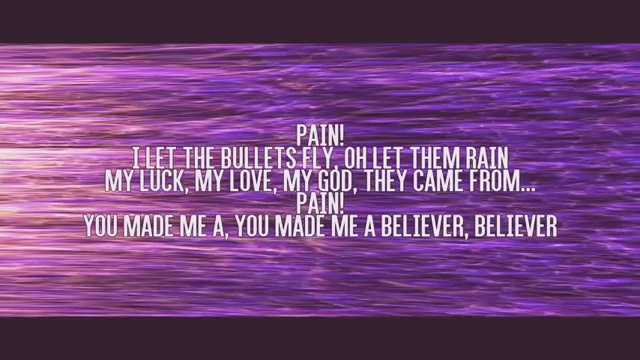 PAIN!
I LET THE BULLETS FLY, OH LET THEM RAIN
MY LUCK, MY LOVE, MY GOD, THEY CAME FROM...
PAIN!
YOU MADE ME A, YOU MADE ME A BELIEVER, BELIEVER